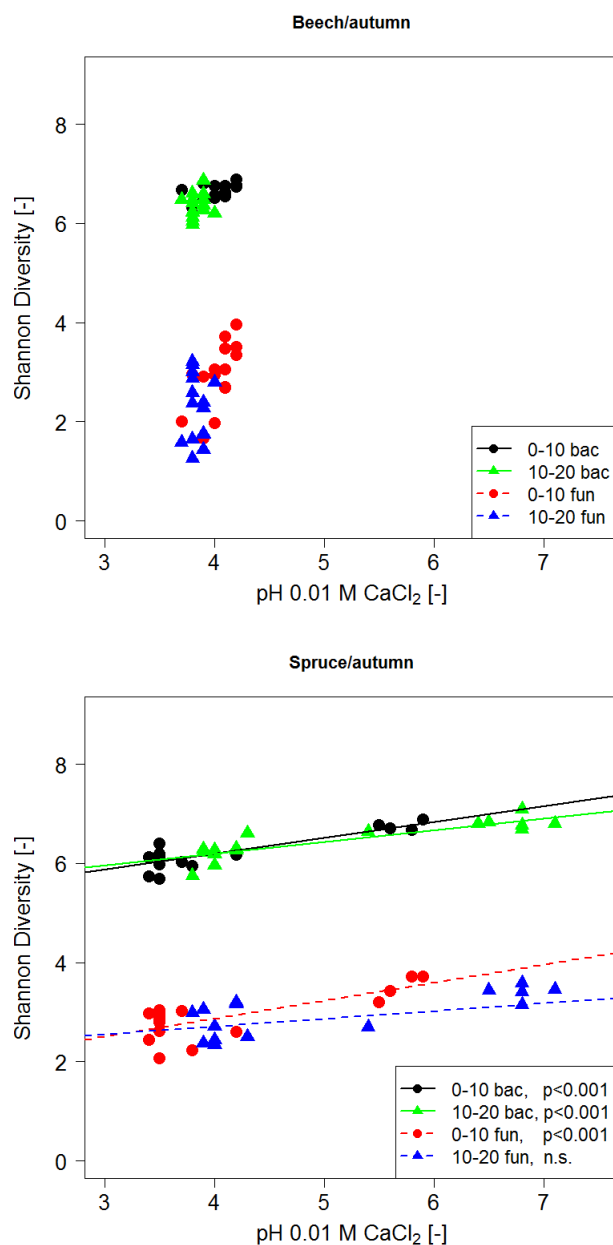 Beech/autumn
8
6
4
2
0
Shannon Diversity [-]
0-10 bac
10-20 bac
0-10 fun
10-20 fun
3 4 5 6 7
pH 0.01 M CaCl₂ [-]
Spruce/autumn
8
6
4
2
0
Shannon Diversity [-]
0-10 bac, p<0.001
10-20 bac, p<0.001
0-10 fun, p<0.001
10-20 fun, n.s.
3 4 5 6 7
pH 0.01 M CaCl₂ [-]